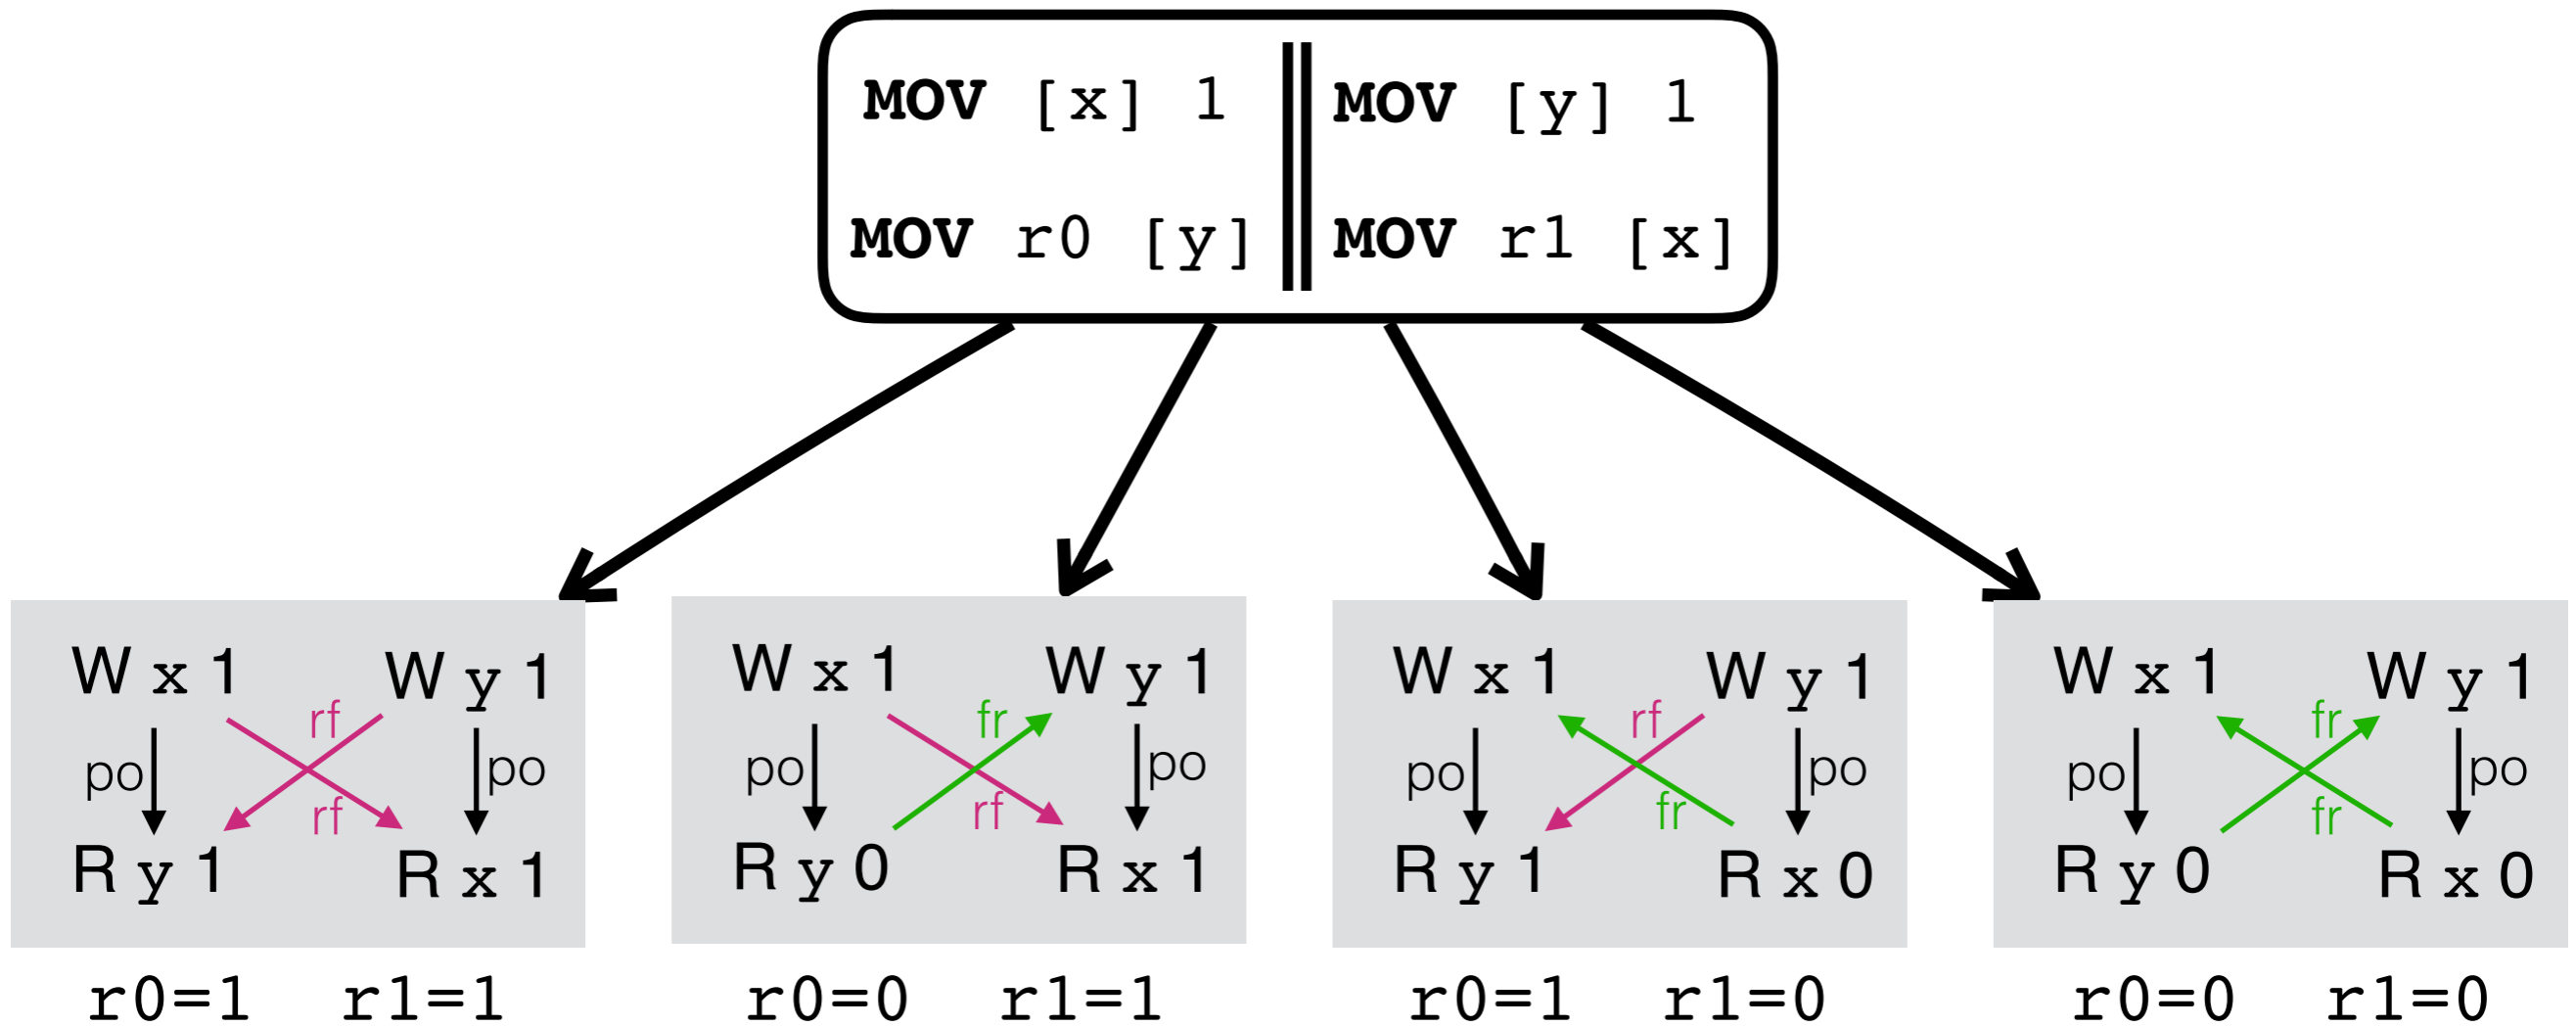 MOV [x] 1 MOV [y] 1
MOV r0 [y] MOV r1 [x]
W x 1 W y 1
rf
po po
rf
R y 1 R x 1
r0=1 r1=1
W x 1 W y 1
fr
po po
rf
R y 0 R x 1
r0=0 r1=1
W x 1 W y 1
rf
po po
fr
R y 1 R x 0
r0=1 r1=0
W x 1 W y 1
fr
po po
fr
R y 0 R x 0
r0=0 r1=0